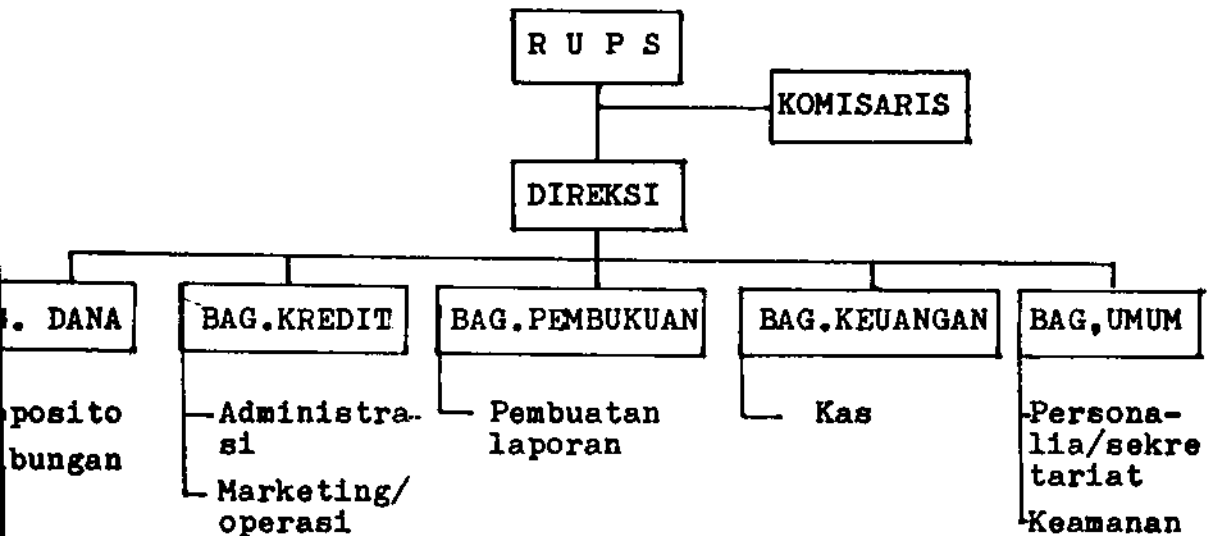 R U P S
KOMISARIS
DIREKSI
. DANA
BAG.KREDIT
BAG.PEMBUKUAN
BAG.KEUANGAN
BAG,UMUM
posito
bungan
Administra-
si
Marketing/
operasi
Pembuatan
laporan
Kas
Persona-
lia/sekre
tariat
Keamanan